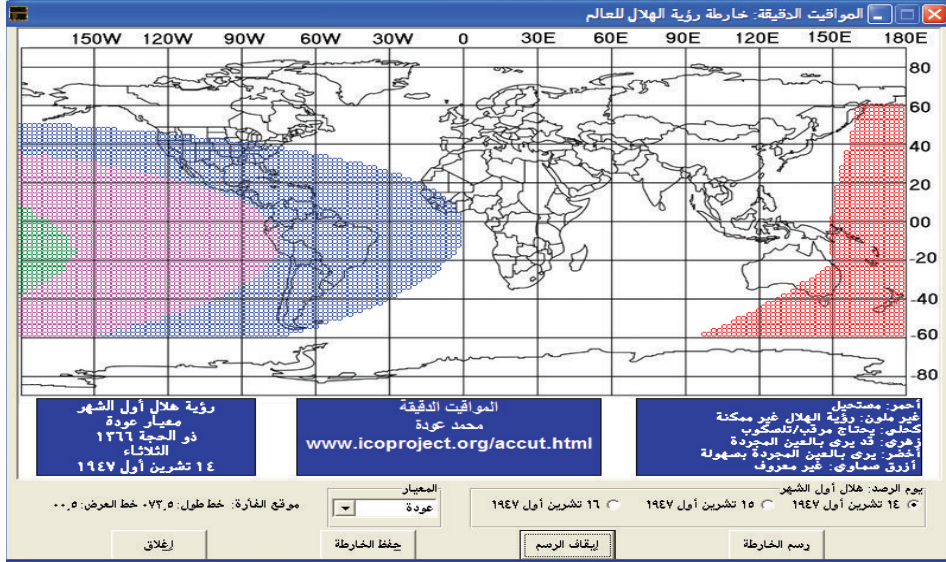 المواقيت الدقيقة: خارطة رؤية الهلال للعالم
150W 120W 90W 60W 30W 0 30E 60E 90E 120E 150E 180E
80
60
40
20
00
-20
-40
-60
-80
أحمر: مستحيل
غير ملون: رؤية الهلال غير ممكنة
كحلي: يحتاج مرقب/تلسكوب
زهري: قد يرى بالعين المجردة
أخضر: يرى بالعين المجردة بسهولة
أزرق سماوي: غير معروف
المواقيت الدقيقة
محمد عودة
www.icoproject.org/accut.html
رؤية هلال أول الشهر
معيار عودة
ذو الحجة ١٣٦٦
الثلاثاء
١٤ تشرين أول ١٩٤٧
يوم الرصد: هلال أول الشهر
١٤ تشرين أول ١٩٤٧ ١٥ تشرين أول ١٩٤٧ ١٦ تشرين أول ١٩٤٧
المعيار
عودة
موقع الفأرة: خط طول: ٠٧٣,٥ خط العرض: ٠٠,٥
رسم الخارطة
إيقاف الرسم
حفظ الخارطة
إغلاق